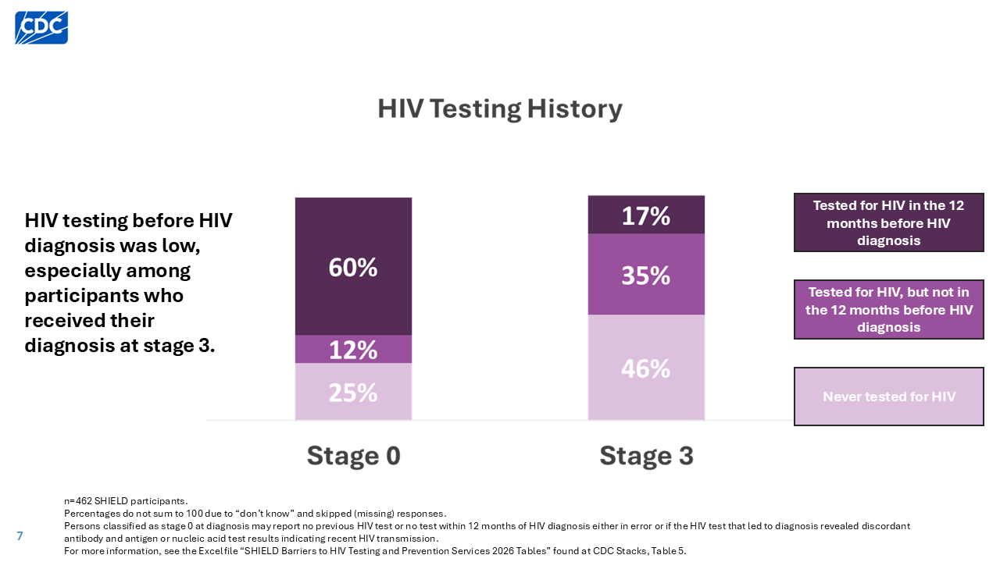 CDC
HIV Testing History
HIV testing before HIV
diagnosis was low,
especially among
participants who
received their
diagnosis at stage 3.
60%
12%
25%
17%
35%
46%
Tested for HIV in the 12
months before HIV
diagnosis
Tested for HIV, but not in
the 12 months before HIV
diagnosis
Never tested for HIV
Stage 0
Stage 3
n=462 SHIELD participants.
Percentages do not sum to 100 due to “don’t know” and skipped (missing) responses.
Persons classified as stage 0 at diagnosis may report no previous HIV test or no test within 12 months of HIV diagnosis either in error or if the HIV test that led to diagnosis revealed discordant
antibody and antigen or nucleic acid test results indicating recent HIV transmission.
For more information, see the Excel file “SHIELD Barriers to HIV Testing and Prevention Services 2026 Tables” found at CDC Stacks, Table 5.
7